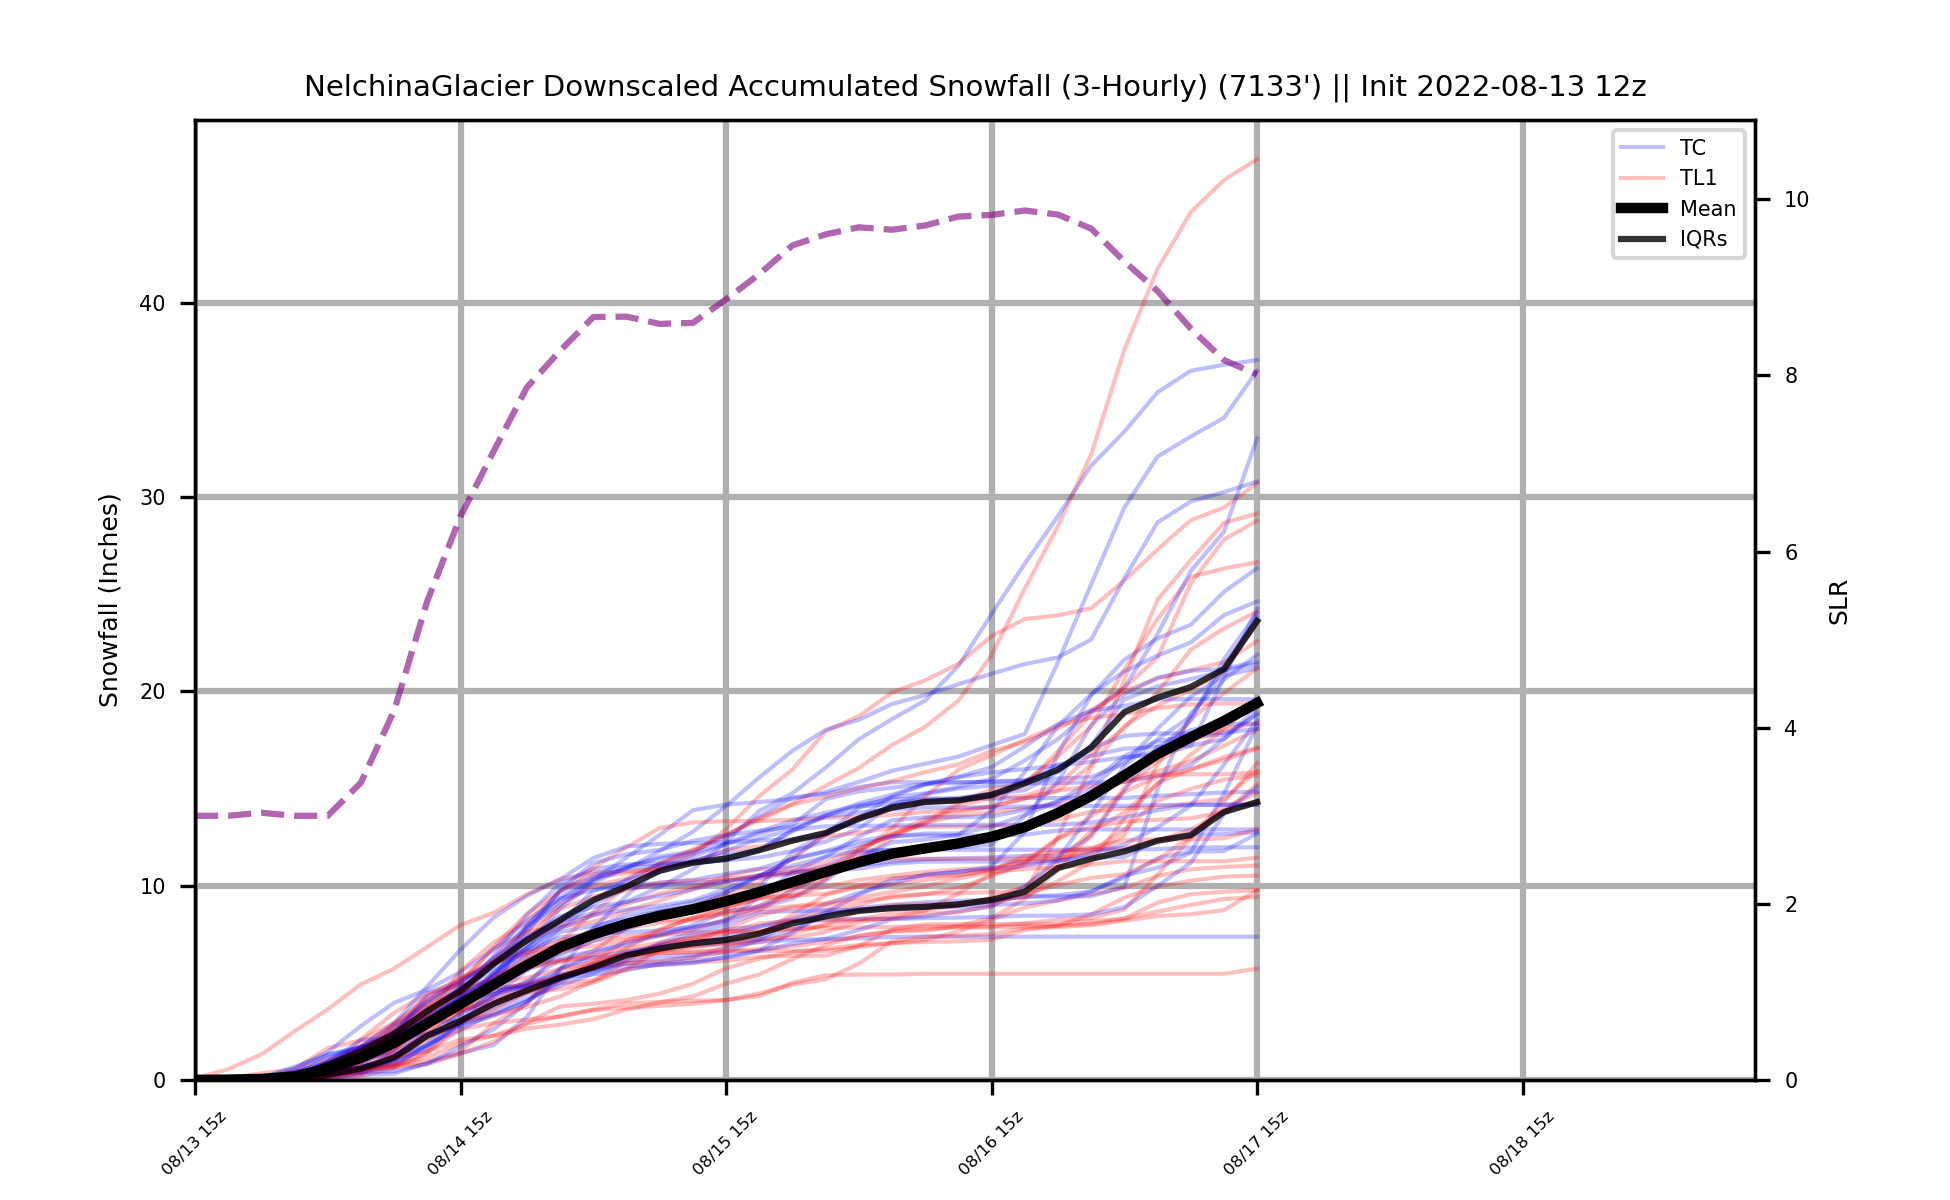 NelchinaGlacier Downscaled Accumulated Snowfall (3-Hourly) (7133') || Init 2022-08-13 12z
TC
TL1
Mean
IQRs
Snowfall (Inches)
40
30
20
10
0
10
8
6
4
2
0
SLR
08/13 15z
08/14 15z
08/15 15z
08/16 15z
08/17 15z
08/18 15z